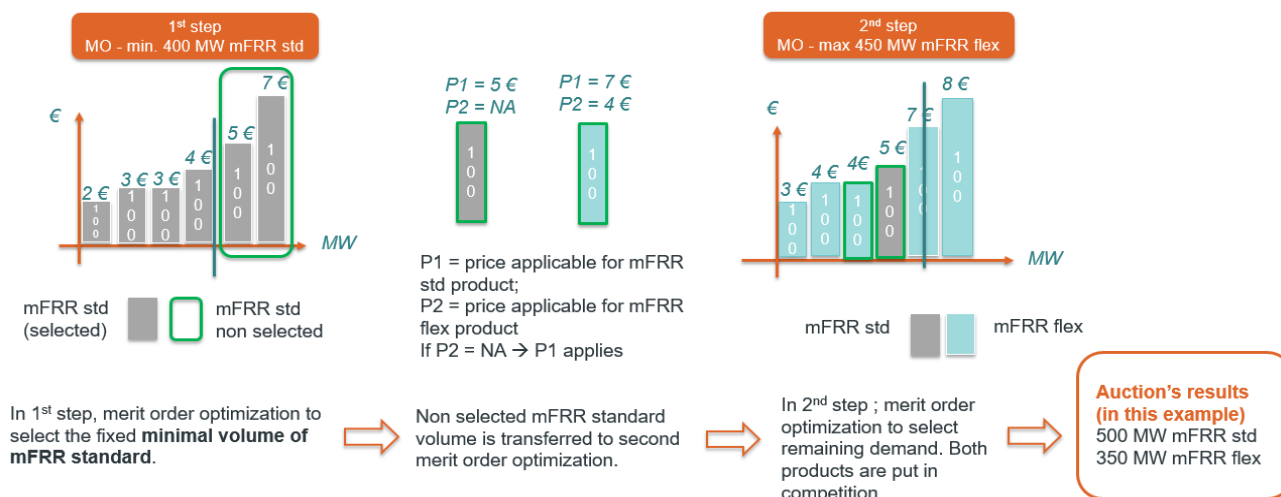 1st step
MO - min. 400 MW mFRR std
€
2 €
3 €
3 €
4 €
5 €
7 €
100
100
100
100
100
100
MW
mFRR std
(selected)
mFRR std
non selected
P1 = 5 €
P2 = NA
P1 = 7 €
P2 = 4 €
100
100
P1 = price applicable for mFRR
std product;
P2 = price applicable for mFRR
flex product
If P2 = NA → P1 applies
2nd step
MO - max 450 MW mFRR flex
€
3 €
4 €
4€
5 €
7 €
8 €
100
100
100
100
100
100
MW
mFRR std
mFRR flex
In 1st step, merit order optimization to
select the fixed minimal volume of
mFRR standard.
Non selected mFRR standard
volume is transferred to second
merit order optimization.
In 2nd step ; merit order
optimization to select
remaining demand. Both
products are put in
competition
Auction's results
(in this example)
500 MW mFRR std
350 MW mFRR flex